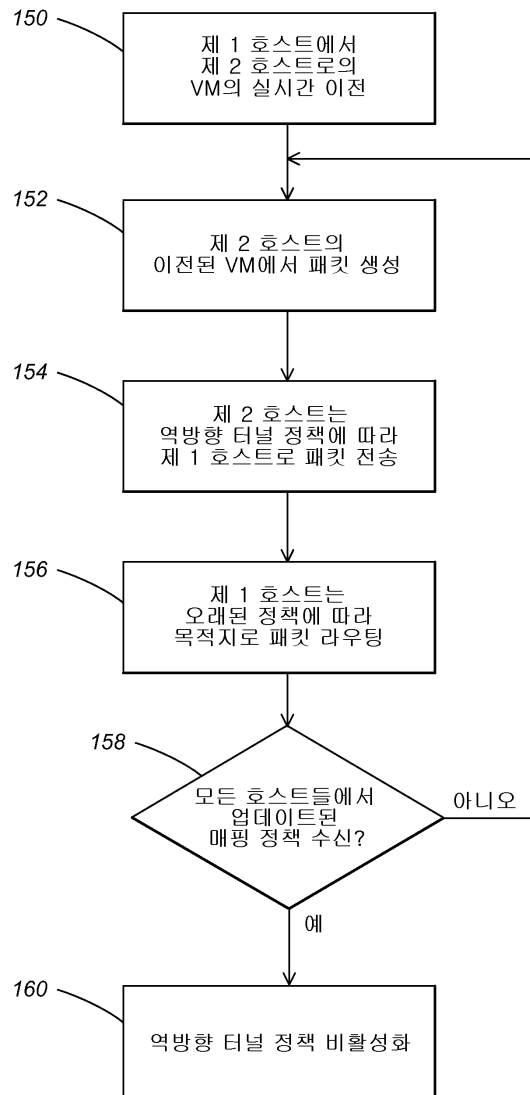 150
제 1 호스트에서
제 2 호스트로의
VM의 실시간 이전
152
제 2 호스트의
이전된 VM에서 패킷 생성
154
제 2 호스트는
역방향 터널 정책에 따라
제 1 호스트로 패킷 전송
156
제 1 호스트는
오래된 정책에 따라
목적지로 패킷 라우팅
158
모든 호스트들에서
업데이트된
매핑 정책 수신?
아니오
예
160
역방향 터널 정책 비활성화